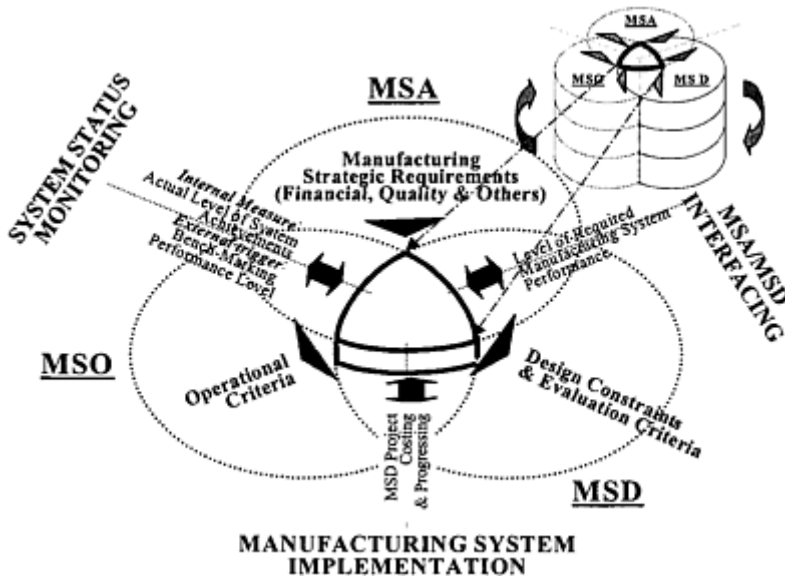 MSA
MSO
MS D
MSA
SYSTEM STATUS
MONITORING
Manufacturing
Strategic Requirements
(Financial, Quality & Others)
Internal Measure:
Actual Level of System
Achievements
External trigger:
Bench-Marking
Performance Level
Level of Required
Manufacturing System
Performance
MSA/MSD
INTERFACING
MSO
Operational
Criteria
MSD Project
Costing
& Progressing
Design Constraints
& Evaluation Criteria
MSD
MANUFACTURING SYSTEM
IMPLEMENTATION